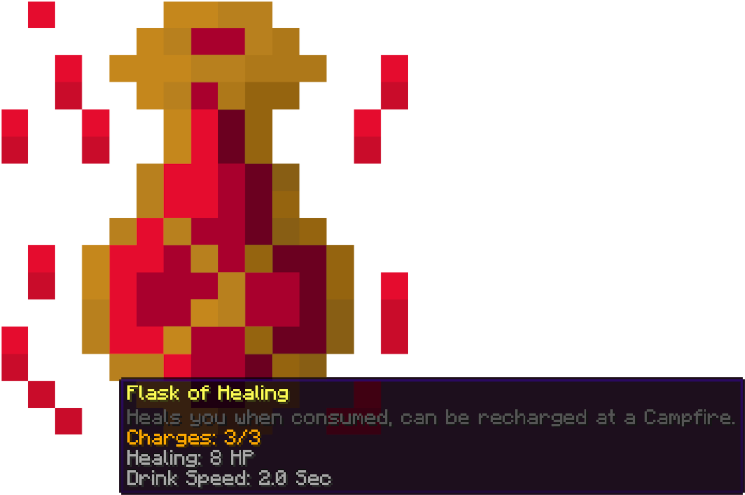 Flask of Healing
Heals you when consumed, can be recharged at a Campfire.
Charges: 3/3
Healing: 8 HP
Drink Speed: 2.0 Sec